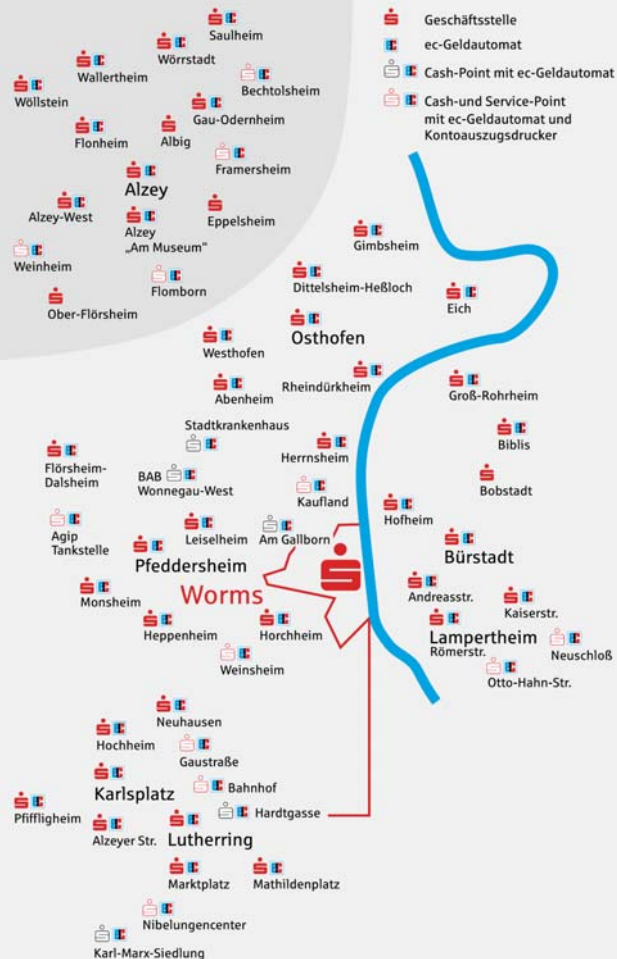 Geschäftsstelle
ec-Geldautomat
Cash-Point mit ec-Geldautomat
Cash-und Service-Point
mit ec-Geldautomat und
Kontoauszugsdrucker
Saulheim
Wörrstadt
Wallertheim
Bechtolsheim
Wöllstein
Gau-Odernheim
Flonheim
Albig
Framersheim
Alzey
Alzey-West
Alzey
„Am Museum“
Eppelsheim
Weinheim
Flomborn
Ober-Flörsheim
Gimbsheim
Dittelsheim-Heßloch
Eich
Osthofen
Westhofen
Rheindürkheim
Abenheim
Groß-Rohrheim
Stadtkrankenhaus
Biblis
Herrnsheim
Flörsheim-
Dalsheim
BAB
Wonnegau-West
Bobstadt
Kaufland
Hofheim
Agip
Tankstelle
Leiselheim
Am Gallborn
Bürstadt
Pfeddersheim
Worms
Monsheim
Andreasstr.
Kaiserstr.
Heppenheim
Horchheim
Lampertheim
Römerstr.
Neuschloß
Weinsheim
Otto-Hahn-Str.
Neuhausen
Hochheim
Gaustraße
Karlsplatz
Bahnhof
Pfiffligheim
Hardtgasse
Alzeyer Str.
Lutherring
Marktplatz
Mathildenplatz
Nibelungencenter
Karl-Marx-Siedlung